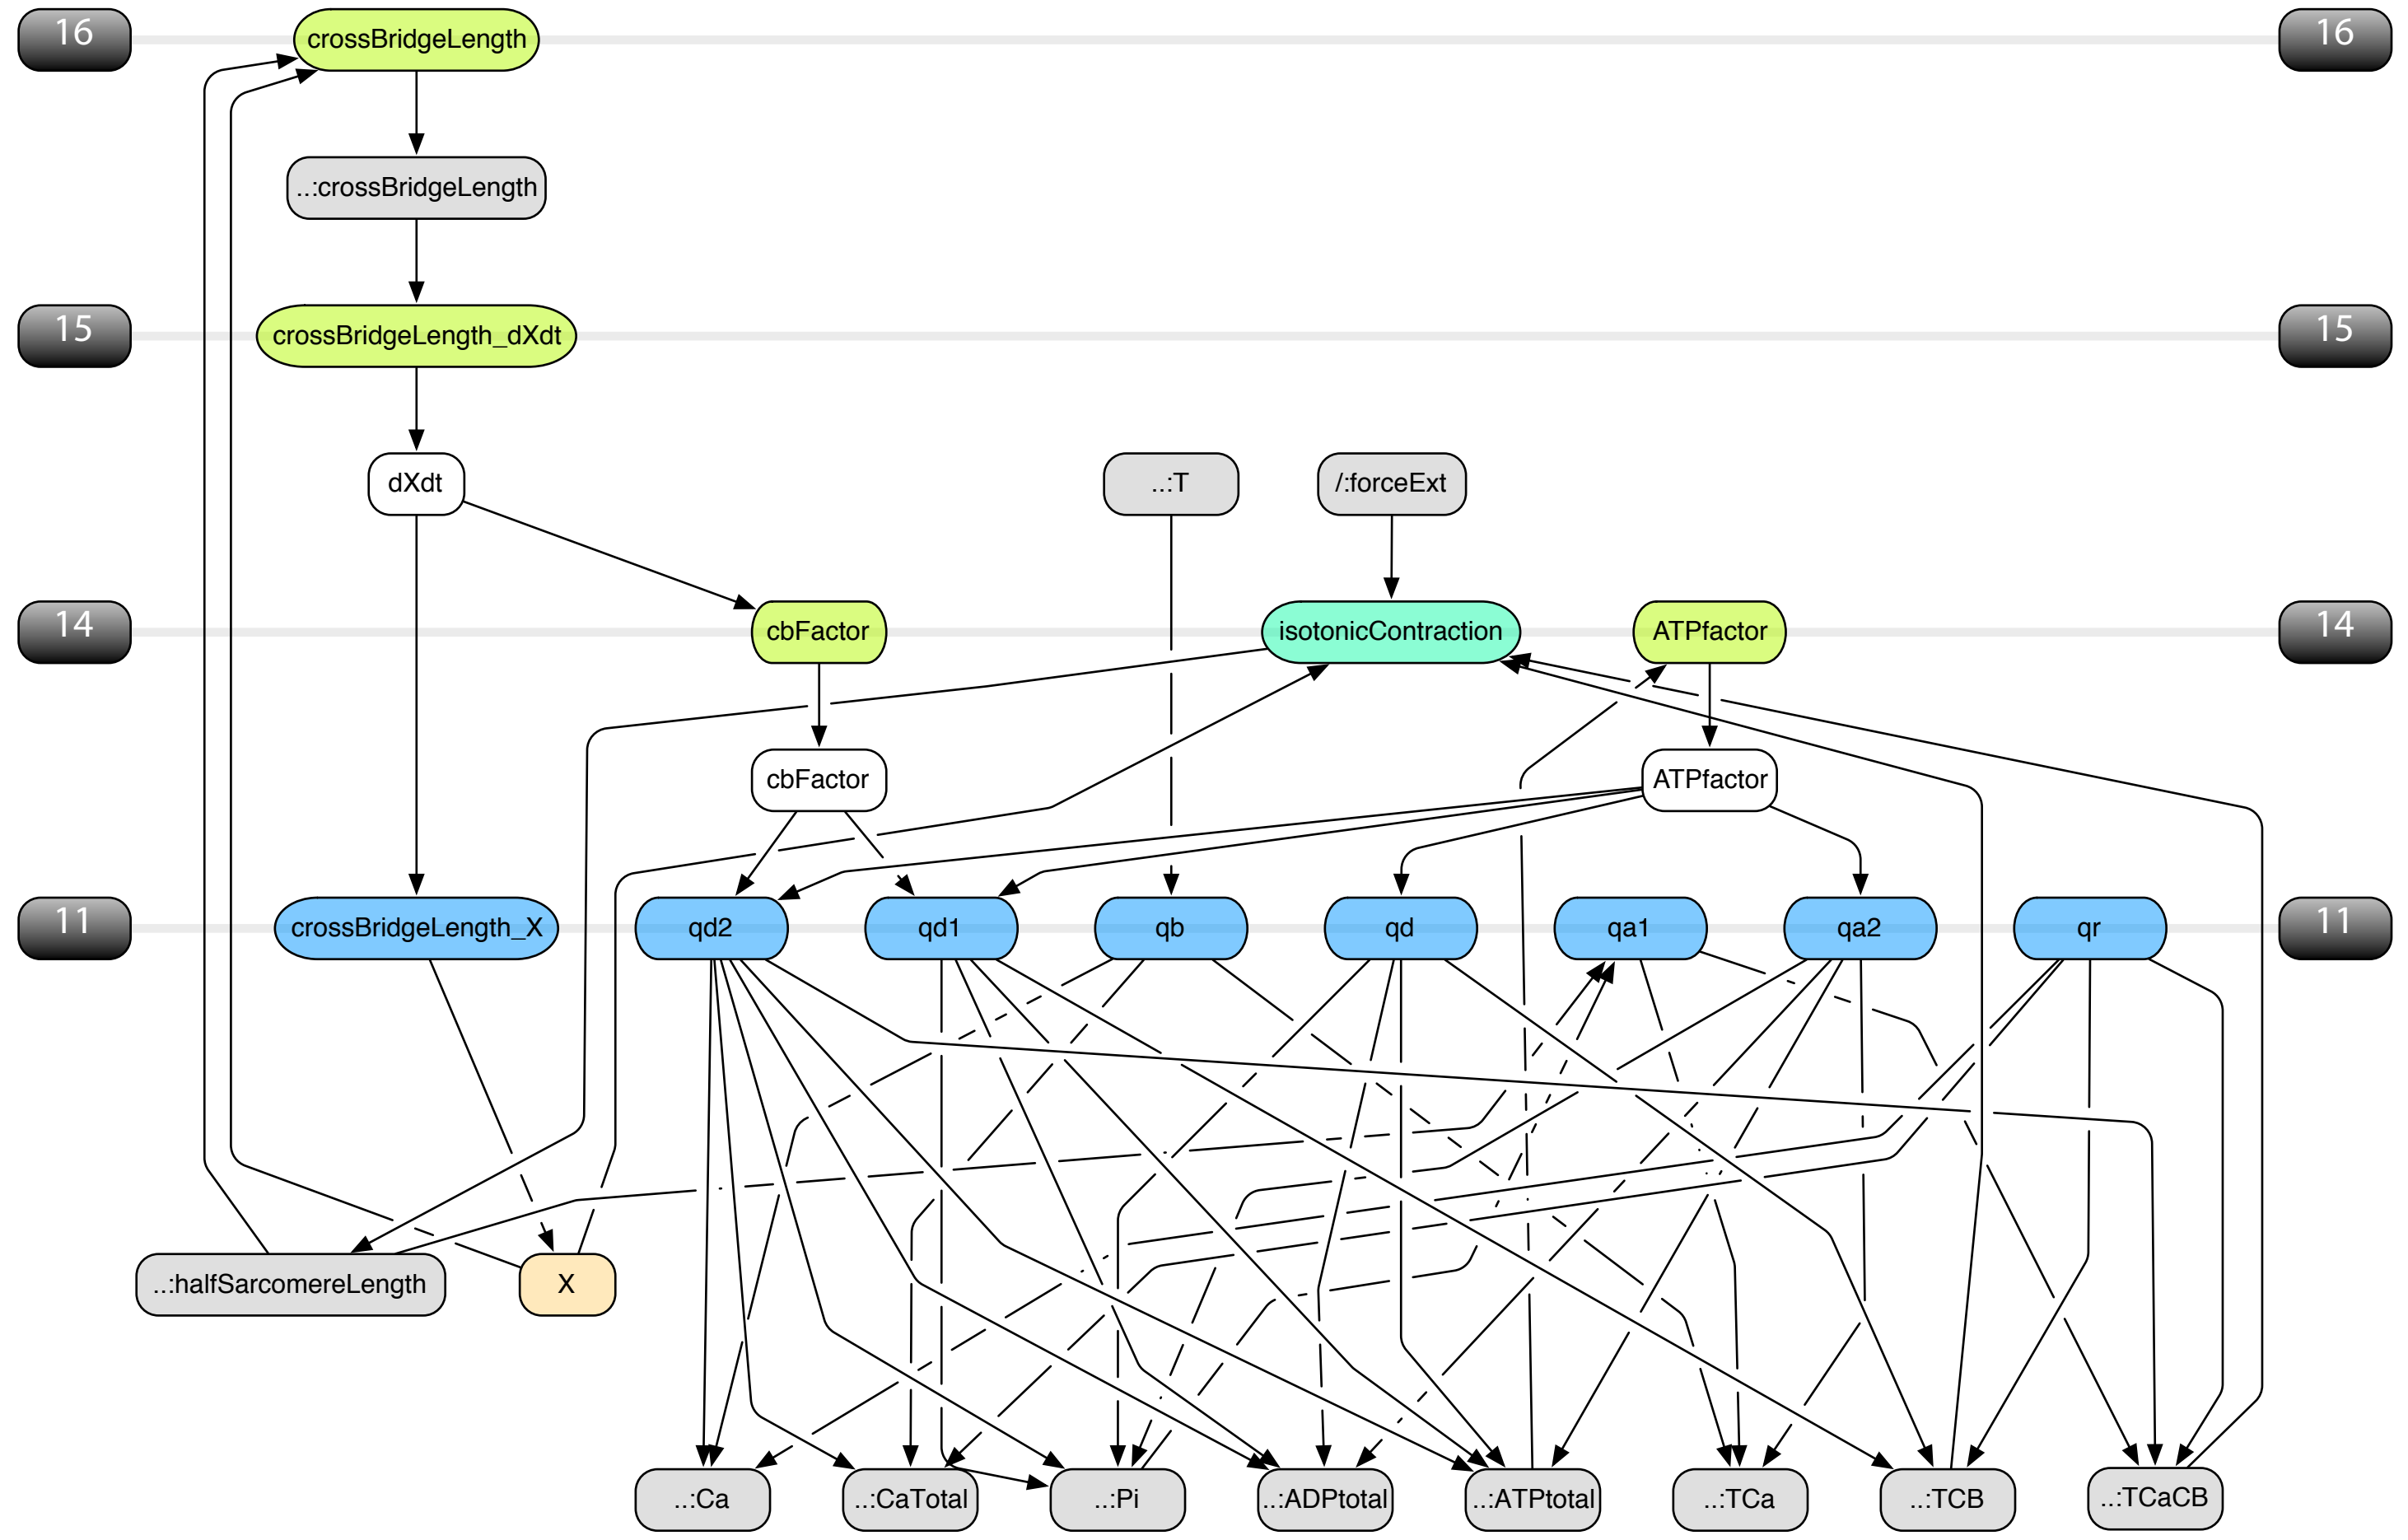 16
crossBridgeLength
16
..:crossBridgeLength
15
crossBridgeLength_dXdt
15
dXdt
..:T
/:forceExt
14
cbFactor
isotonicContraction
ATPfactor
14
cbFactor
ATPfactor
11
crossBridgeLength_X
qd2
qd1
qb
qd
qa1
qa2
qr
11
..:halfSarcomereLength
X
..:Ca
..:CaTotal
..:Pi
..:ADPtotal
..:ATPtotal
..:TCa
..:TCB
..:TCaCB